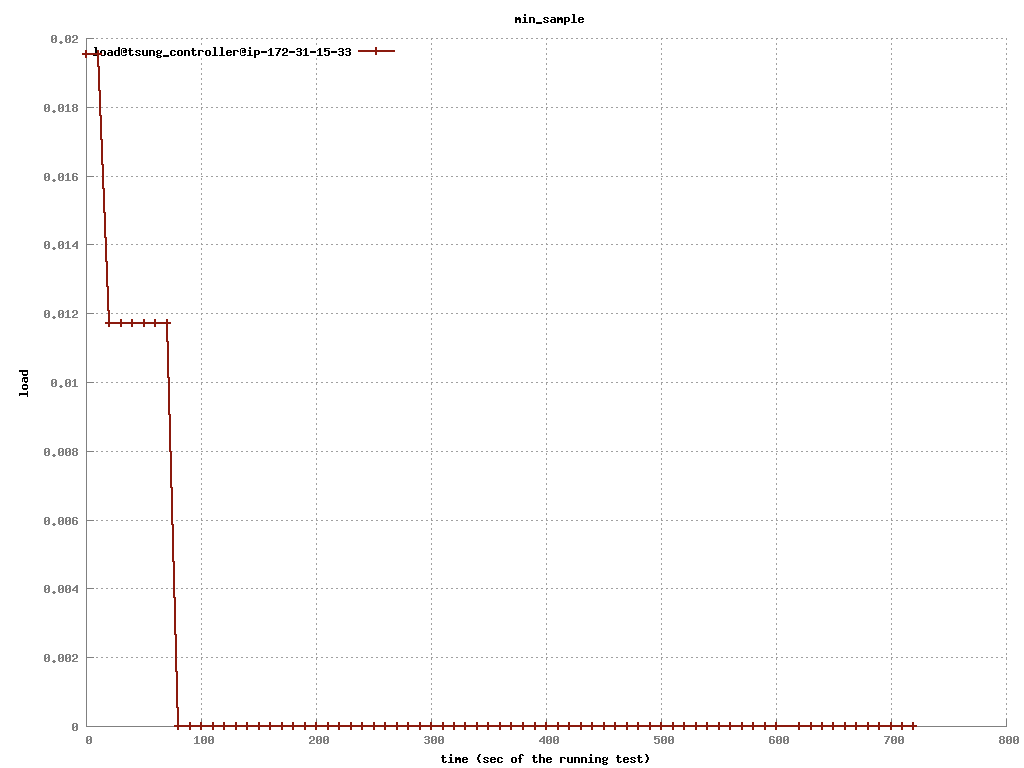 min_sample
load@tsung_controller@ip-172-31-15-33
0.02
0.018
0.016
0.014
0.012
0.01
0.008
0.006
0.004
0.002
0
load
0 100 200 300 400 500 600 700 800
time (sec of the running test)